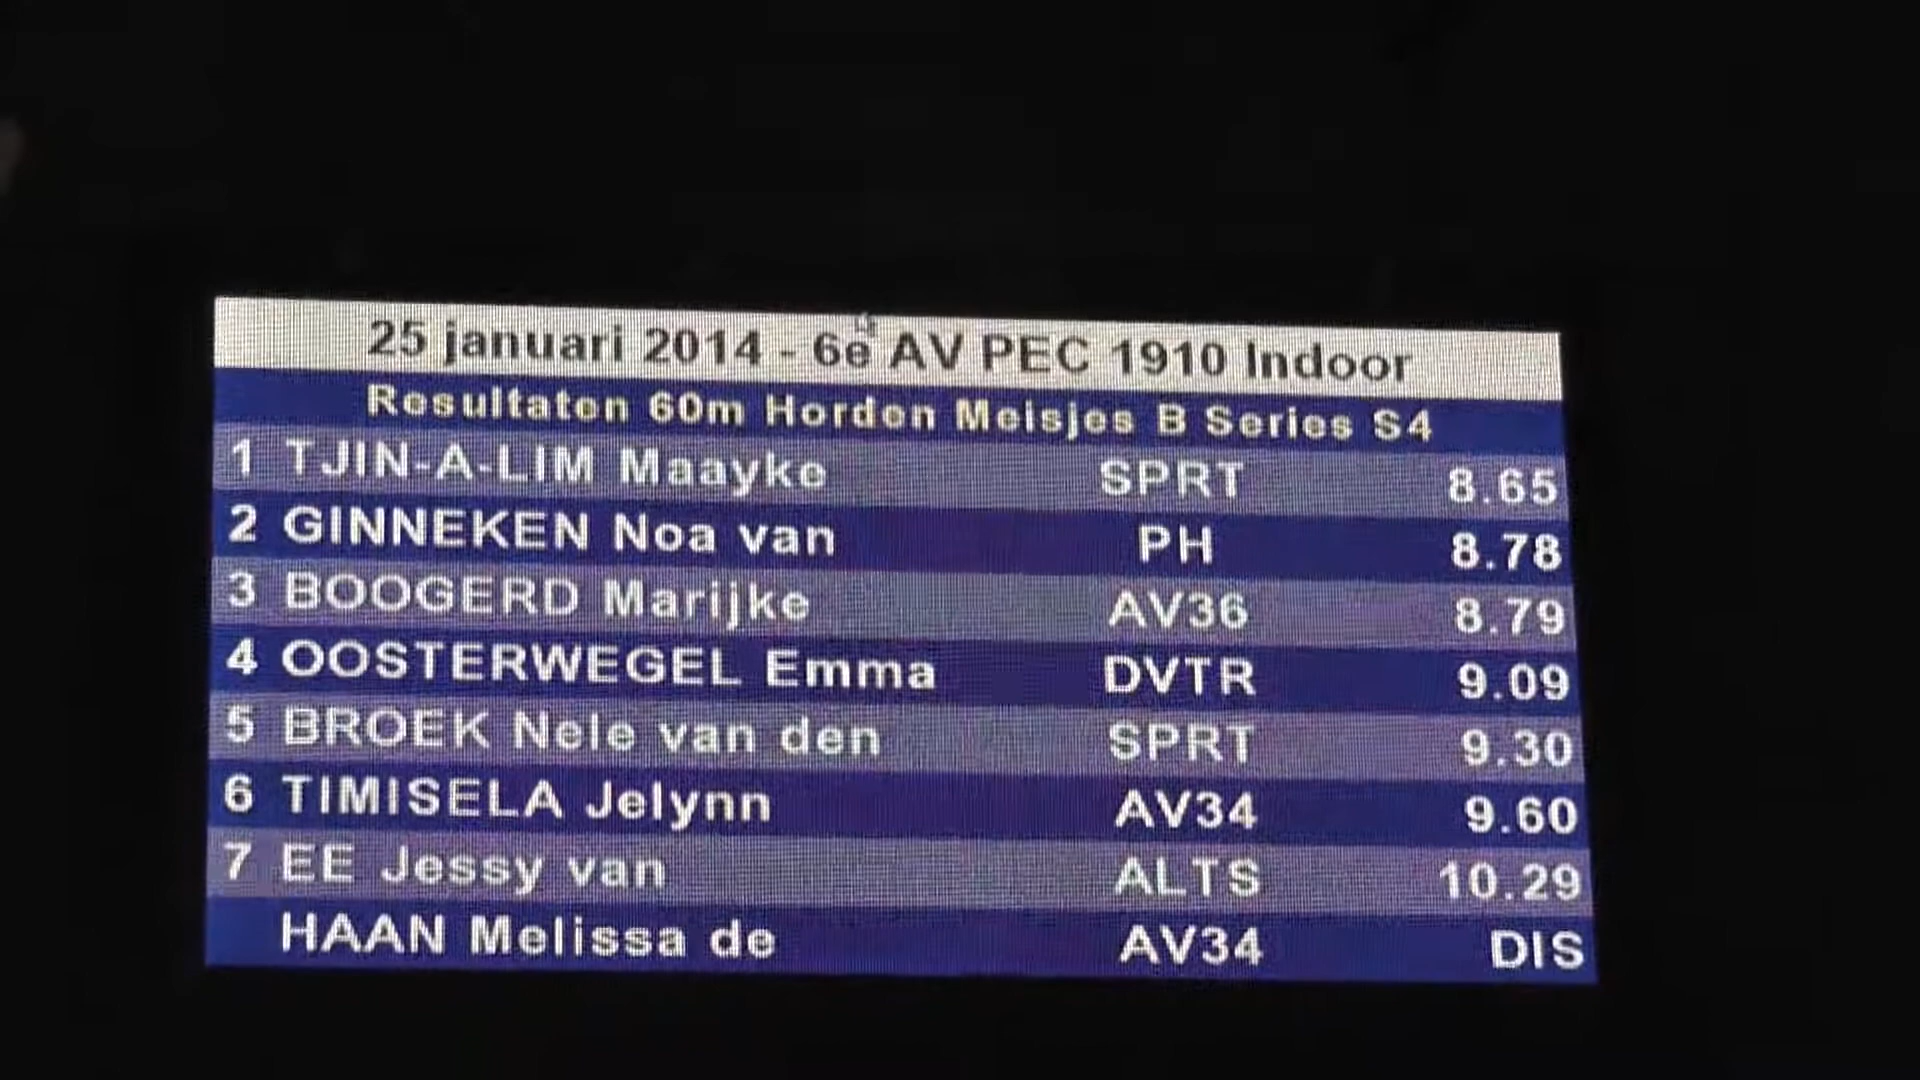 25 januari 2014 - 6e AV PEC 1910 Indoor
Resultaten 60m Horden Meisjes B Series S4
1 TJIN-A-LIM Maayke SPRT 8.65
2 GINNEKEN Noa van PH 8.78
3 BOOGERD Marijke AV36 8.79
4 OOSTERWEGEL Emma DVTR 9.09
5 BROEK Nele van den SPRT 9.30
6 TIMISELA Jelynn AV34 9.60
7 EE Jessy van ALTS 10.29
HAAN Melissa de AV34 DIS